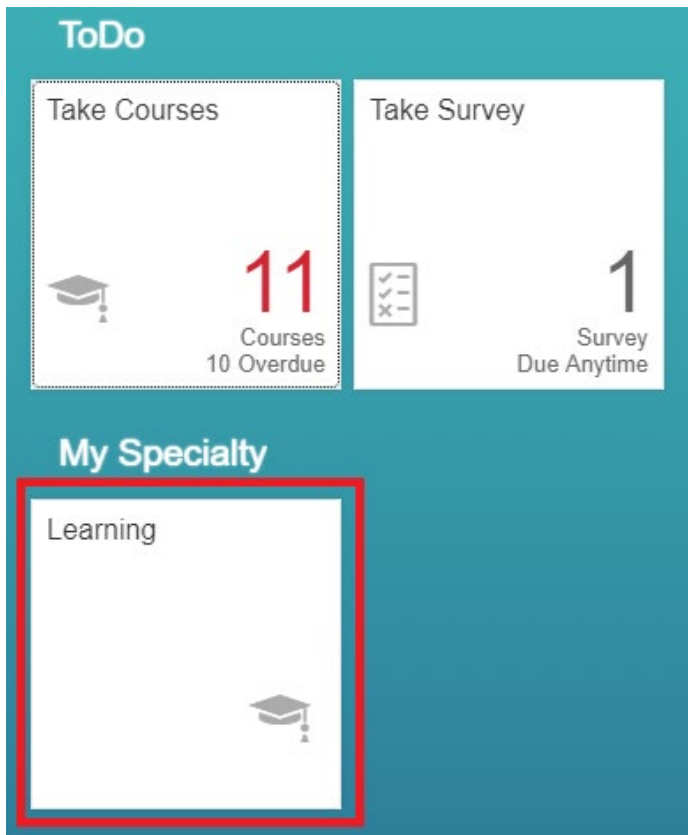 ToDo
Take Courses
11
Courses
10 Overdue
Take Survey
1
Survey
Due Anytime
My Specialty
Learning